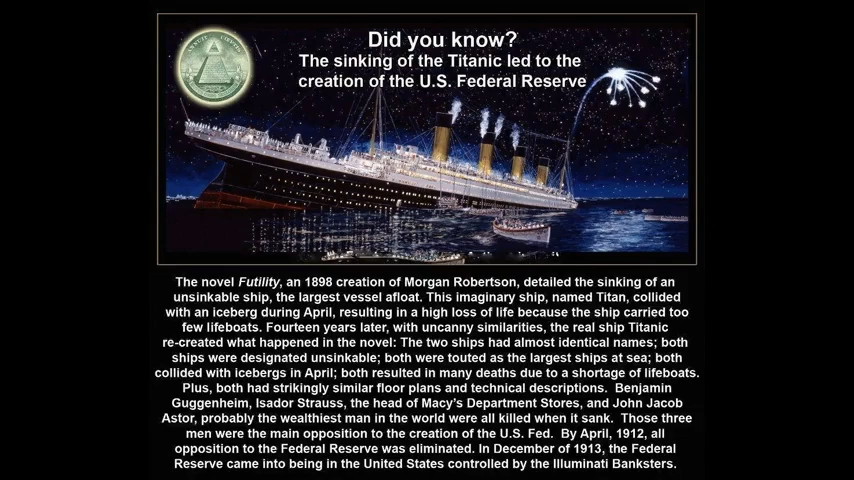 Did you know?
The sinking of the Titanic led to the
creation of the U.S. Federal Reserve
The novel Futility, an 1898 creation of Morgan Robertson, detailed the sinking of an
unsinkable ship, the largest vessel afloat. This imaginary ship, named Titan, collided
with an iceberg during April, resulting in a high loss of life because the ship carried too
few lifeboats. Fourteen years later, with uncanny similarities, the real ship Titanic
re-created what happened in the novel: The two ships had almost identical names; both
ships were designated unsinkable; both were touted as the largest ships at sea; both
collided with icebergs in April; both resulted in many deaths due to a shortage of lifeboats.
Plus, both had strikingly similar floor plans and technical descriptions. Benjamin
Guggenheim, Isador Strauss, the head of Macy's Department Stores, and John Jacob
Astor, probably the wealthiest man in the world were all killed when it sank. Those three
men were the main opposition to the creation of the U.S. Fed. By April, 1912, all
opposition to the Federal Reserve was eliminated. In December of 1913, the Federal
Reserve came into being in the United States controlled by the Illuminati Banksters.